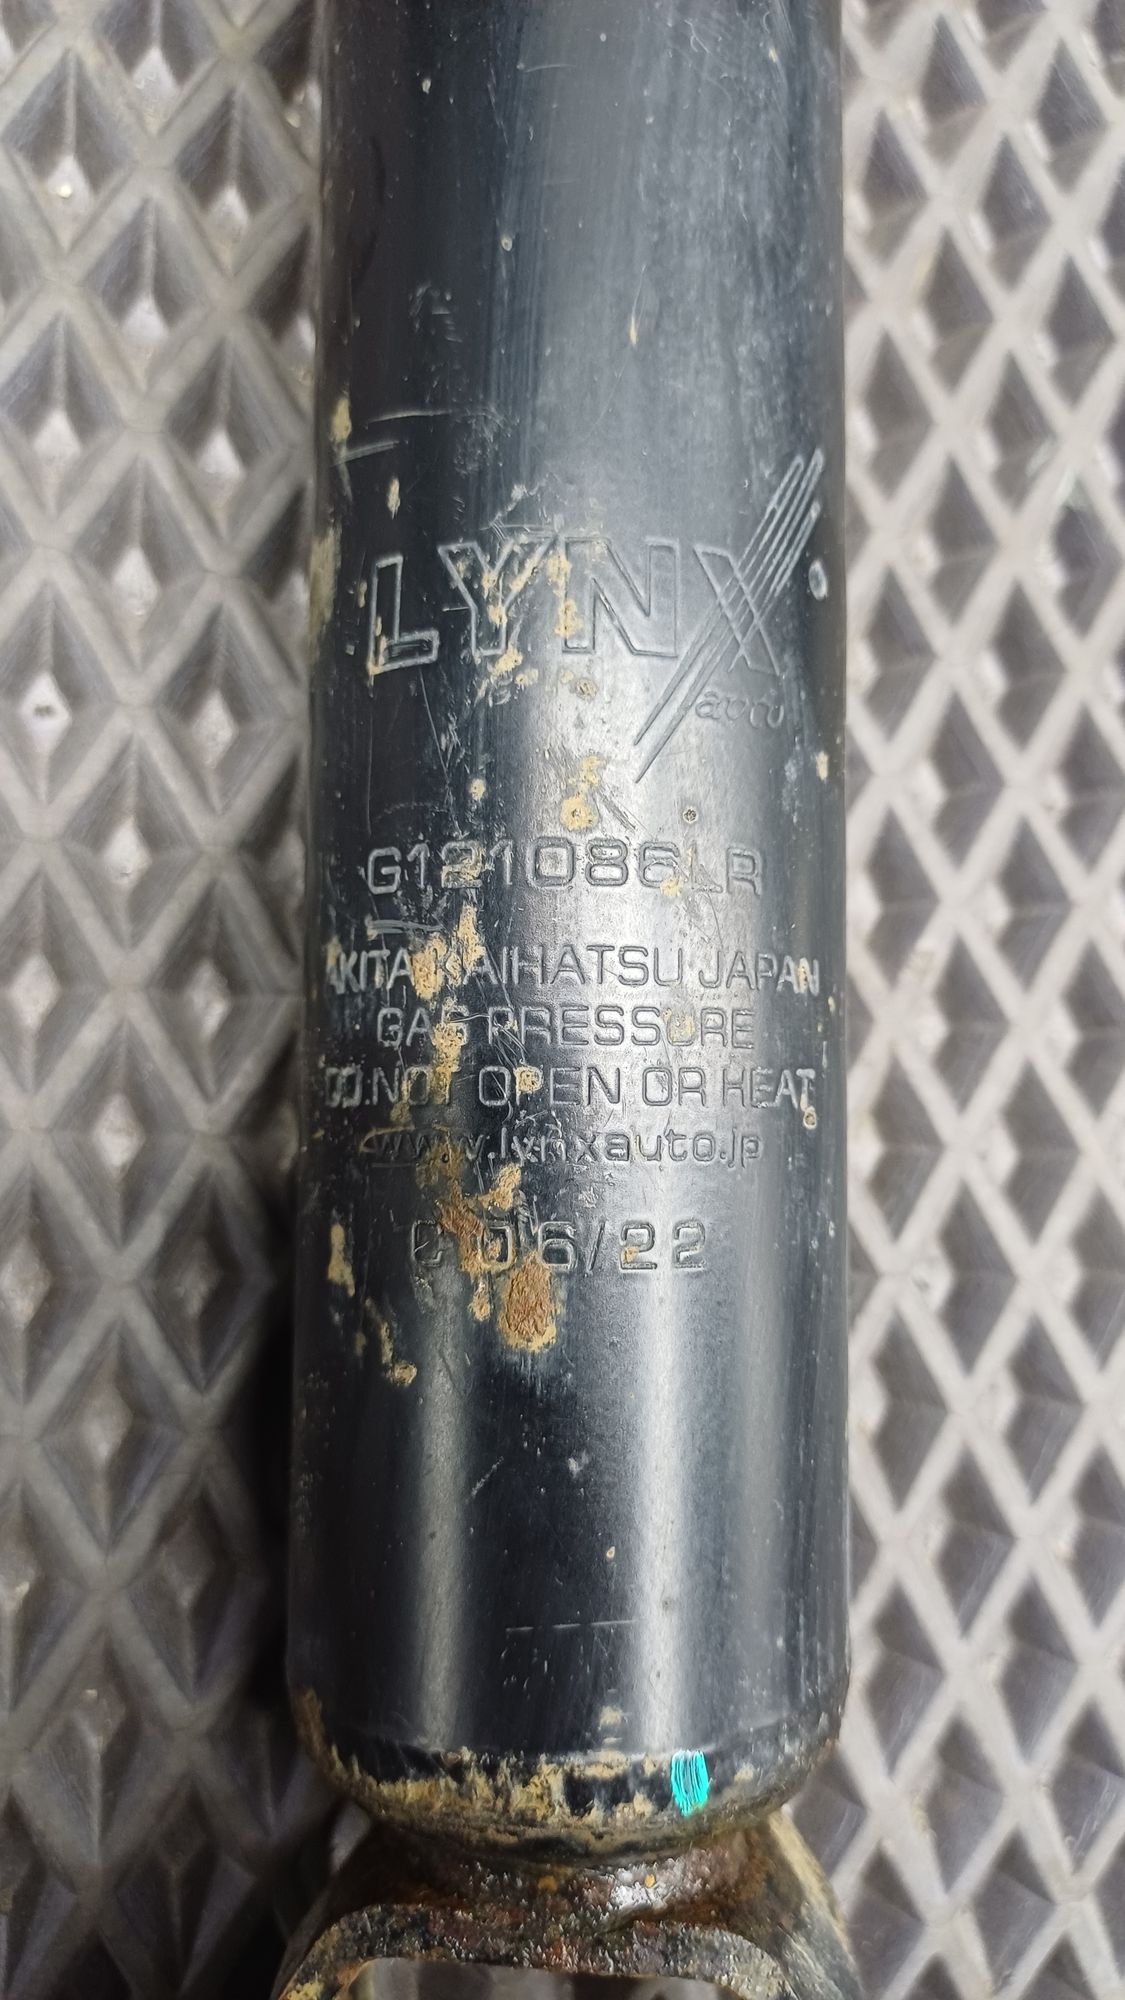 LYNX
auto
G121086LR
AKITA KAIHATSU JAPAN
GAS PRESSURE
DO NOT OPEN OR HEAT
www.lynxauto.jp
06/22